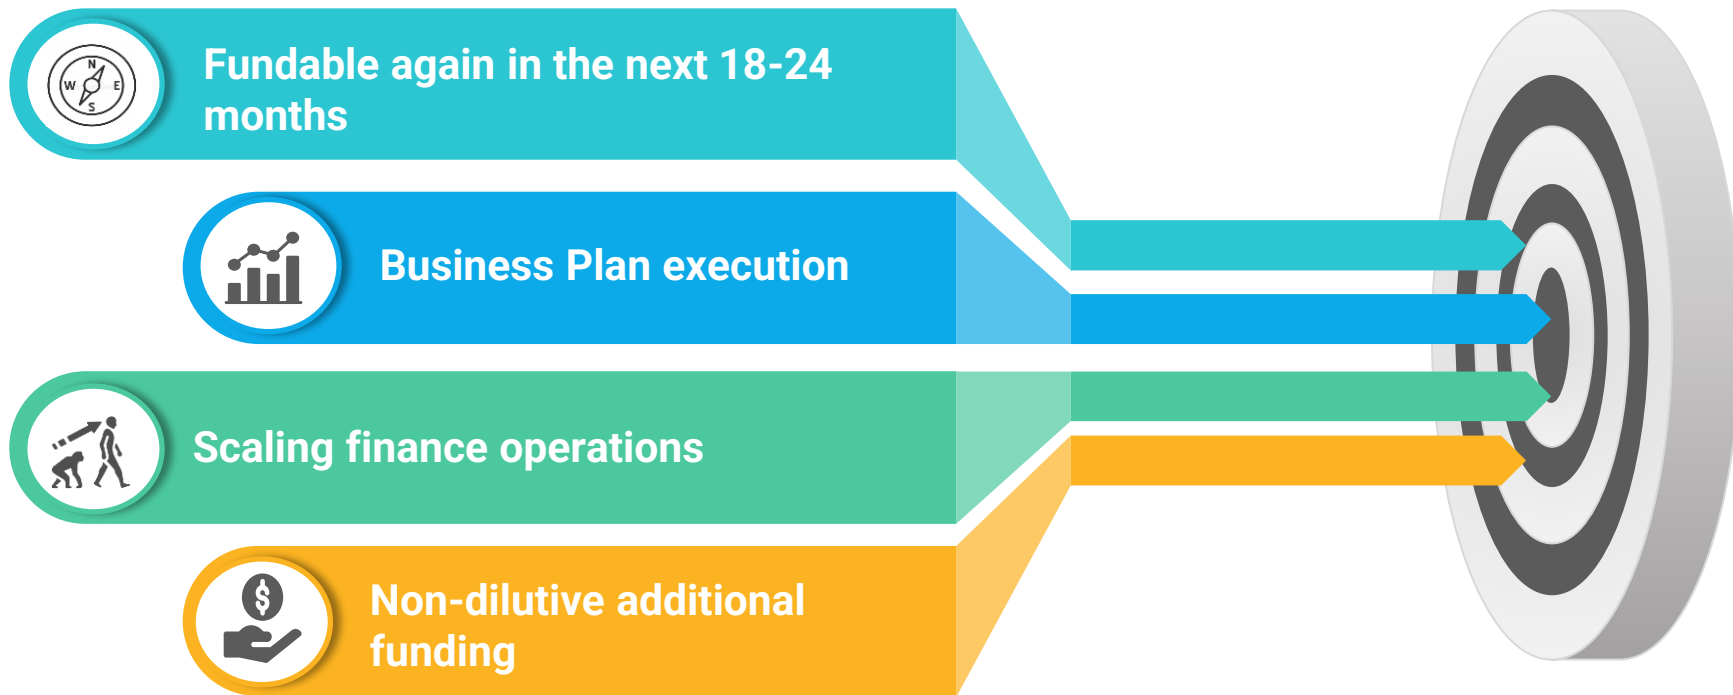 N
W E
S
Fundable again in the next 18-24
months
Business Plan execution
Scaling finance operations
$
Non-dilutive additional
funding